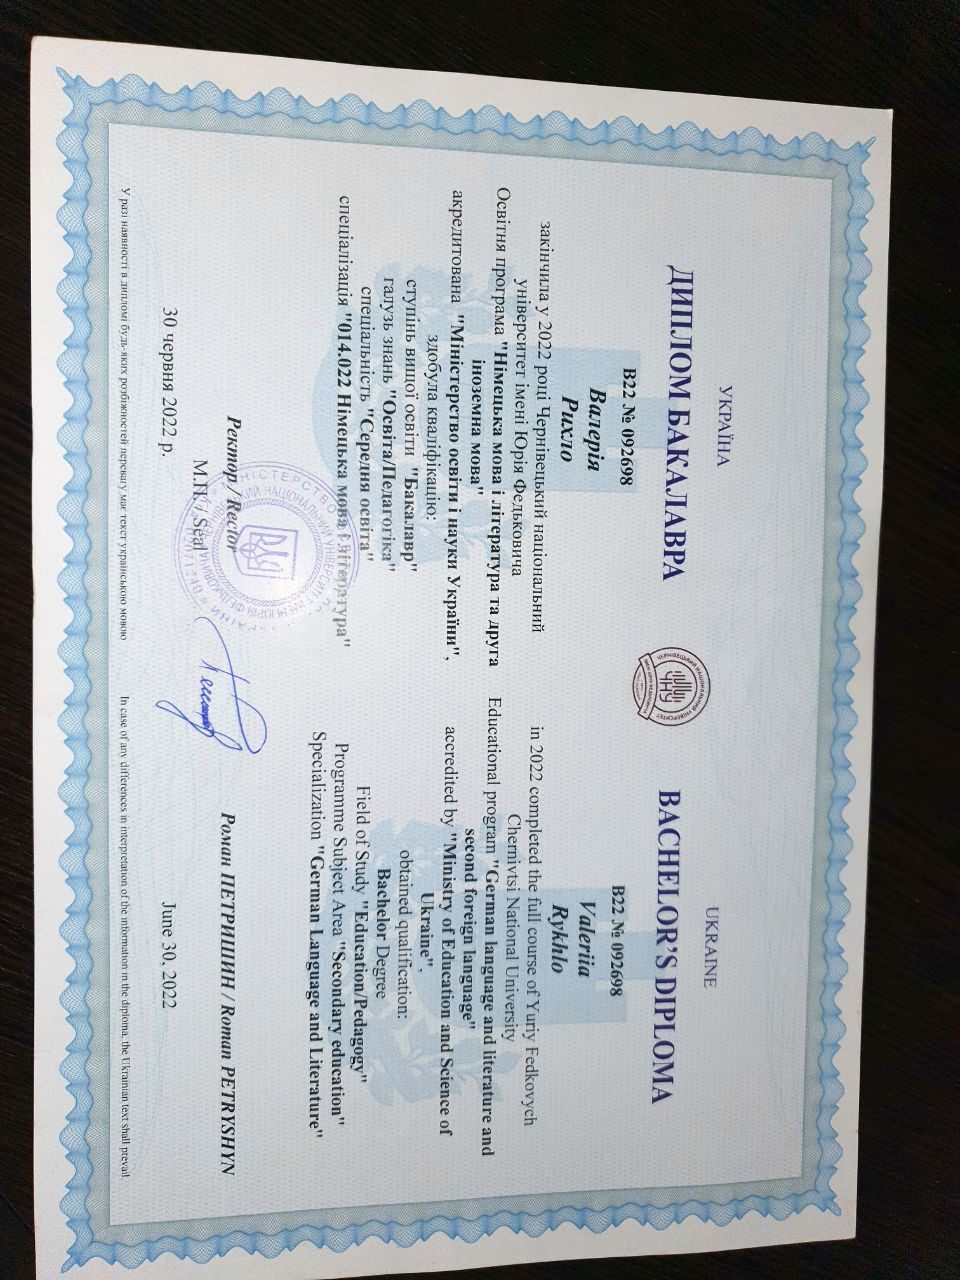 УКРАЇНА
ДИПЛОМ БАКАЛАВРА
B22 № 092698
Валерія
Рихло
закінчила у 2022 році Чернівецький національний
університет імені Юрія Федьковича
Освітня програма "Німецька мова і література та друга
іноземна мова"
акредитована "Міністерство освіти і науки України",
здобула кваліфікацію:
ступінь вищої освіти "Бакалавр"
галузь знань "Освіта/Педагогіка"
спеціальність "Середня освіта"
спеціалізація "014.022 Німецька мова і література"
Ректор / Rector
М.П. / Seal
30 червня 2022 р.
У разі наявності в дипломі будь-яких розбіжностей перевагу має текст українською мовою
ЧЕРНІВЕЦЬКИЙ НАЦІОНАЛЬНИЙ УНІВЕРСИТЕТ
ЧНУ
UKRAINE
BACHELOR'S DIPLOMA
B22 № 092698
Valeriia
Rykhlo
in 2022 completed the full course of Yuriy Fedkovych
Chernivtsi National University
Educational program "German language and literature and
second foreign language"
accredited by "Ministry of Education and Science of
Ukraine".
obtained qualification:
Bachelor Degree
Field of Study "Education/Pedagogy"
Programme Subject Area "Secondary education"
Specialization "German Language and Literature"
Роман ПЕТРИШИН / Roman PETRYSHYN
June 30, 2022
In case of any differences in interpretation of the information in the diploma, the Ukrainian text shall prevail